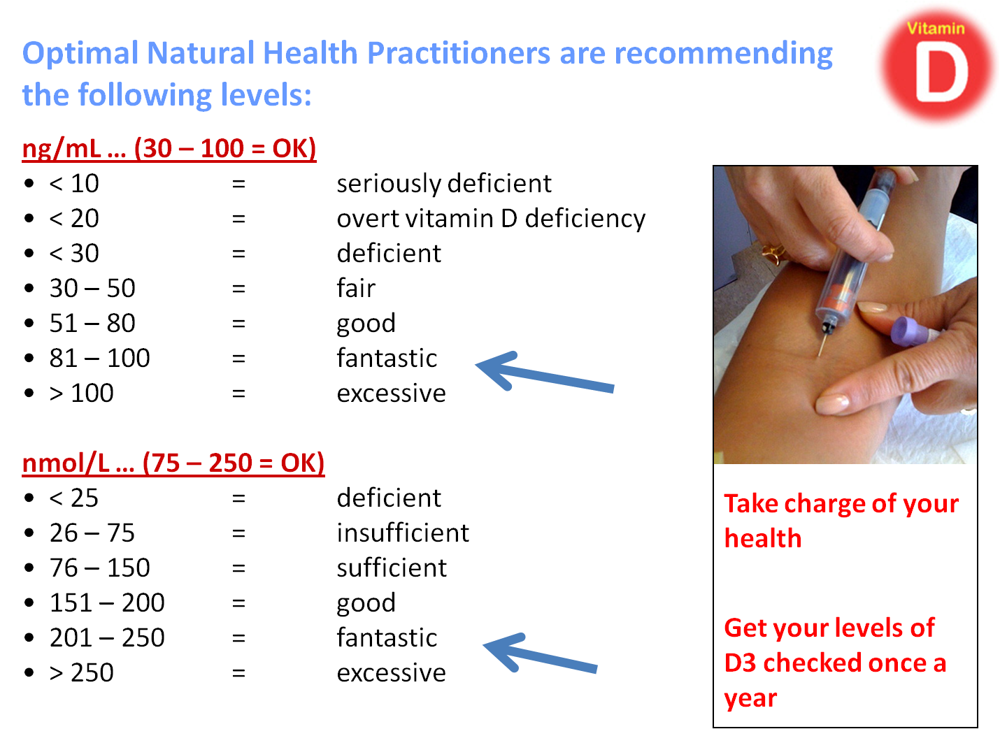 Vitamin
D
Optimal Natural Health Practitioners are recommending
the following levels:
ng/mL ... (30 – 100 = OK)
• < 10 = seriously deficient
• < 20 = overt vitamin D deficiency
• < 30 = deficient
• 30 – 50 = fair
• 51 – 80 = good
• 81 – 100 = fantastic
• > 100 = excessive
nmol/L ... (75 – 250 = OK)
• < 25 = deficient
• 26 – 75 = insufficient
• 76 – 150 = sufficient
• 151 – 200 = good
• 201 – 250 = fantastic
• > 250 = excessive
Take charge of your
health
Get your levels of
D3 checked once a
year